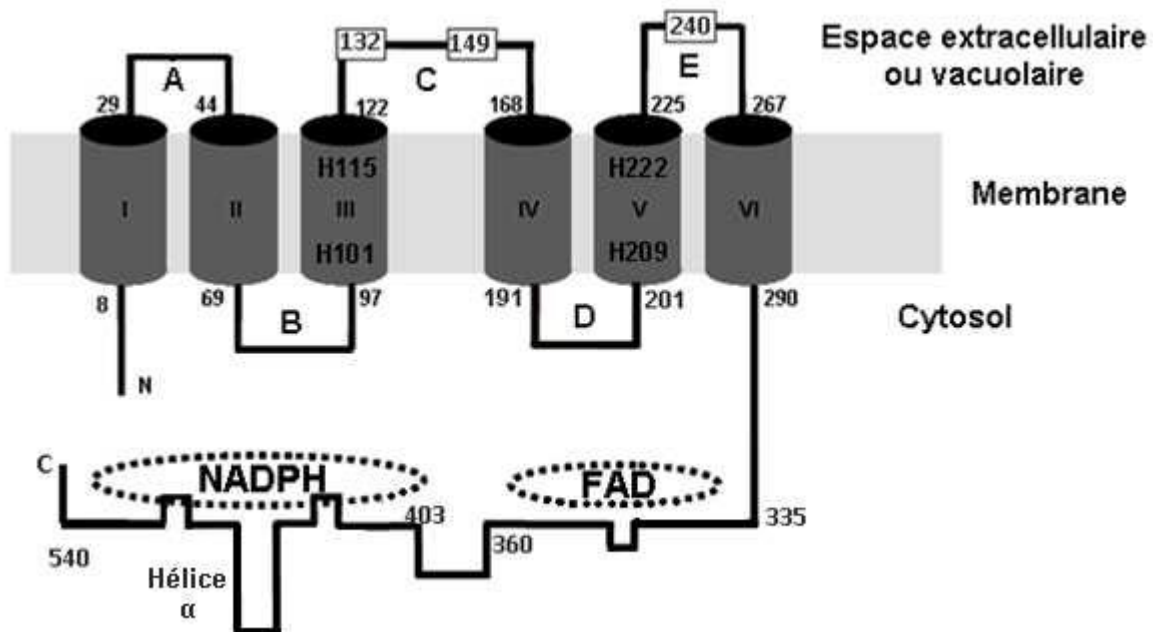 132
149
240
Espace extracellulaire
ou vacuolaire
A
C
E
29
44
122
168
225
267
H115
H222
I
II
III
IV
V
VI
Membrane
H101
H209
8
69
97
191
201
290
B
D
Cytosol
N
C
NADPH
FAD
403
335
540
360
Hélice
α